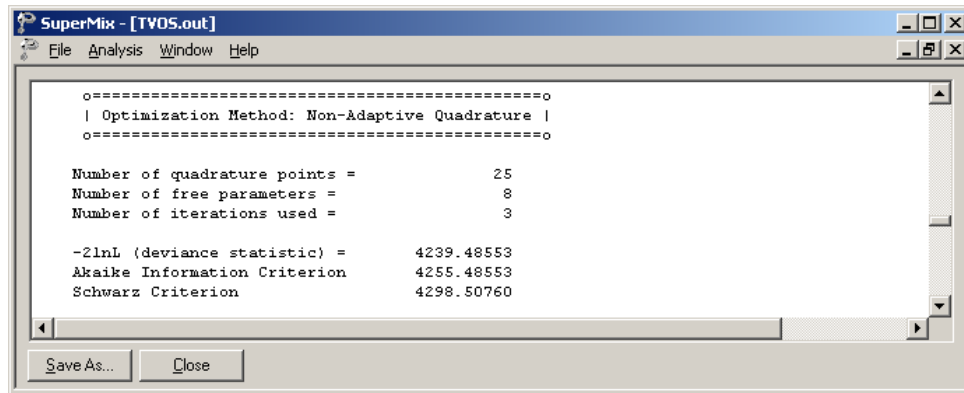 SuperMix - [TVOS.out]
File Analysis Window Help
o==================================================o
| Optimization Method: Non-Adaptive Quadrature |
o==================================================o
Number of quadrature points = 25
Number of free parameters = 8
Number of iterations used = 3
-2lnL (deviance statistic) = 4239.48553
Akaike Information Criterion 4255.48553
Schwarz Criterion 4298.50760
Save As... Close